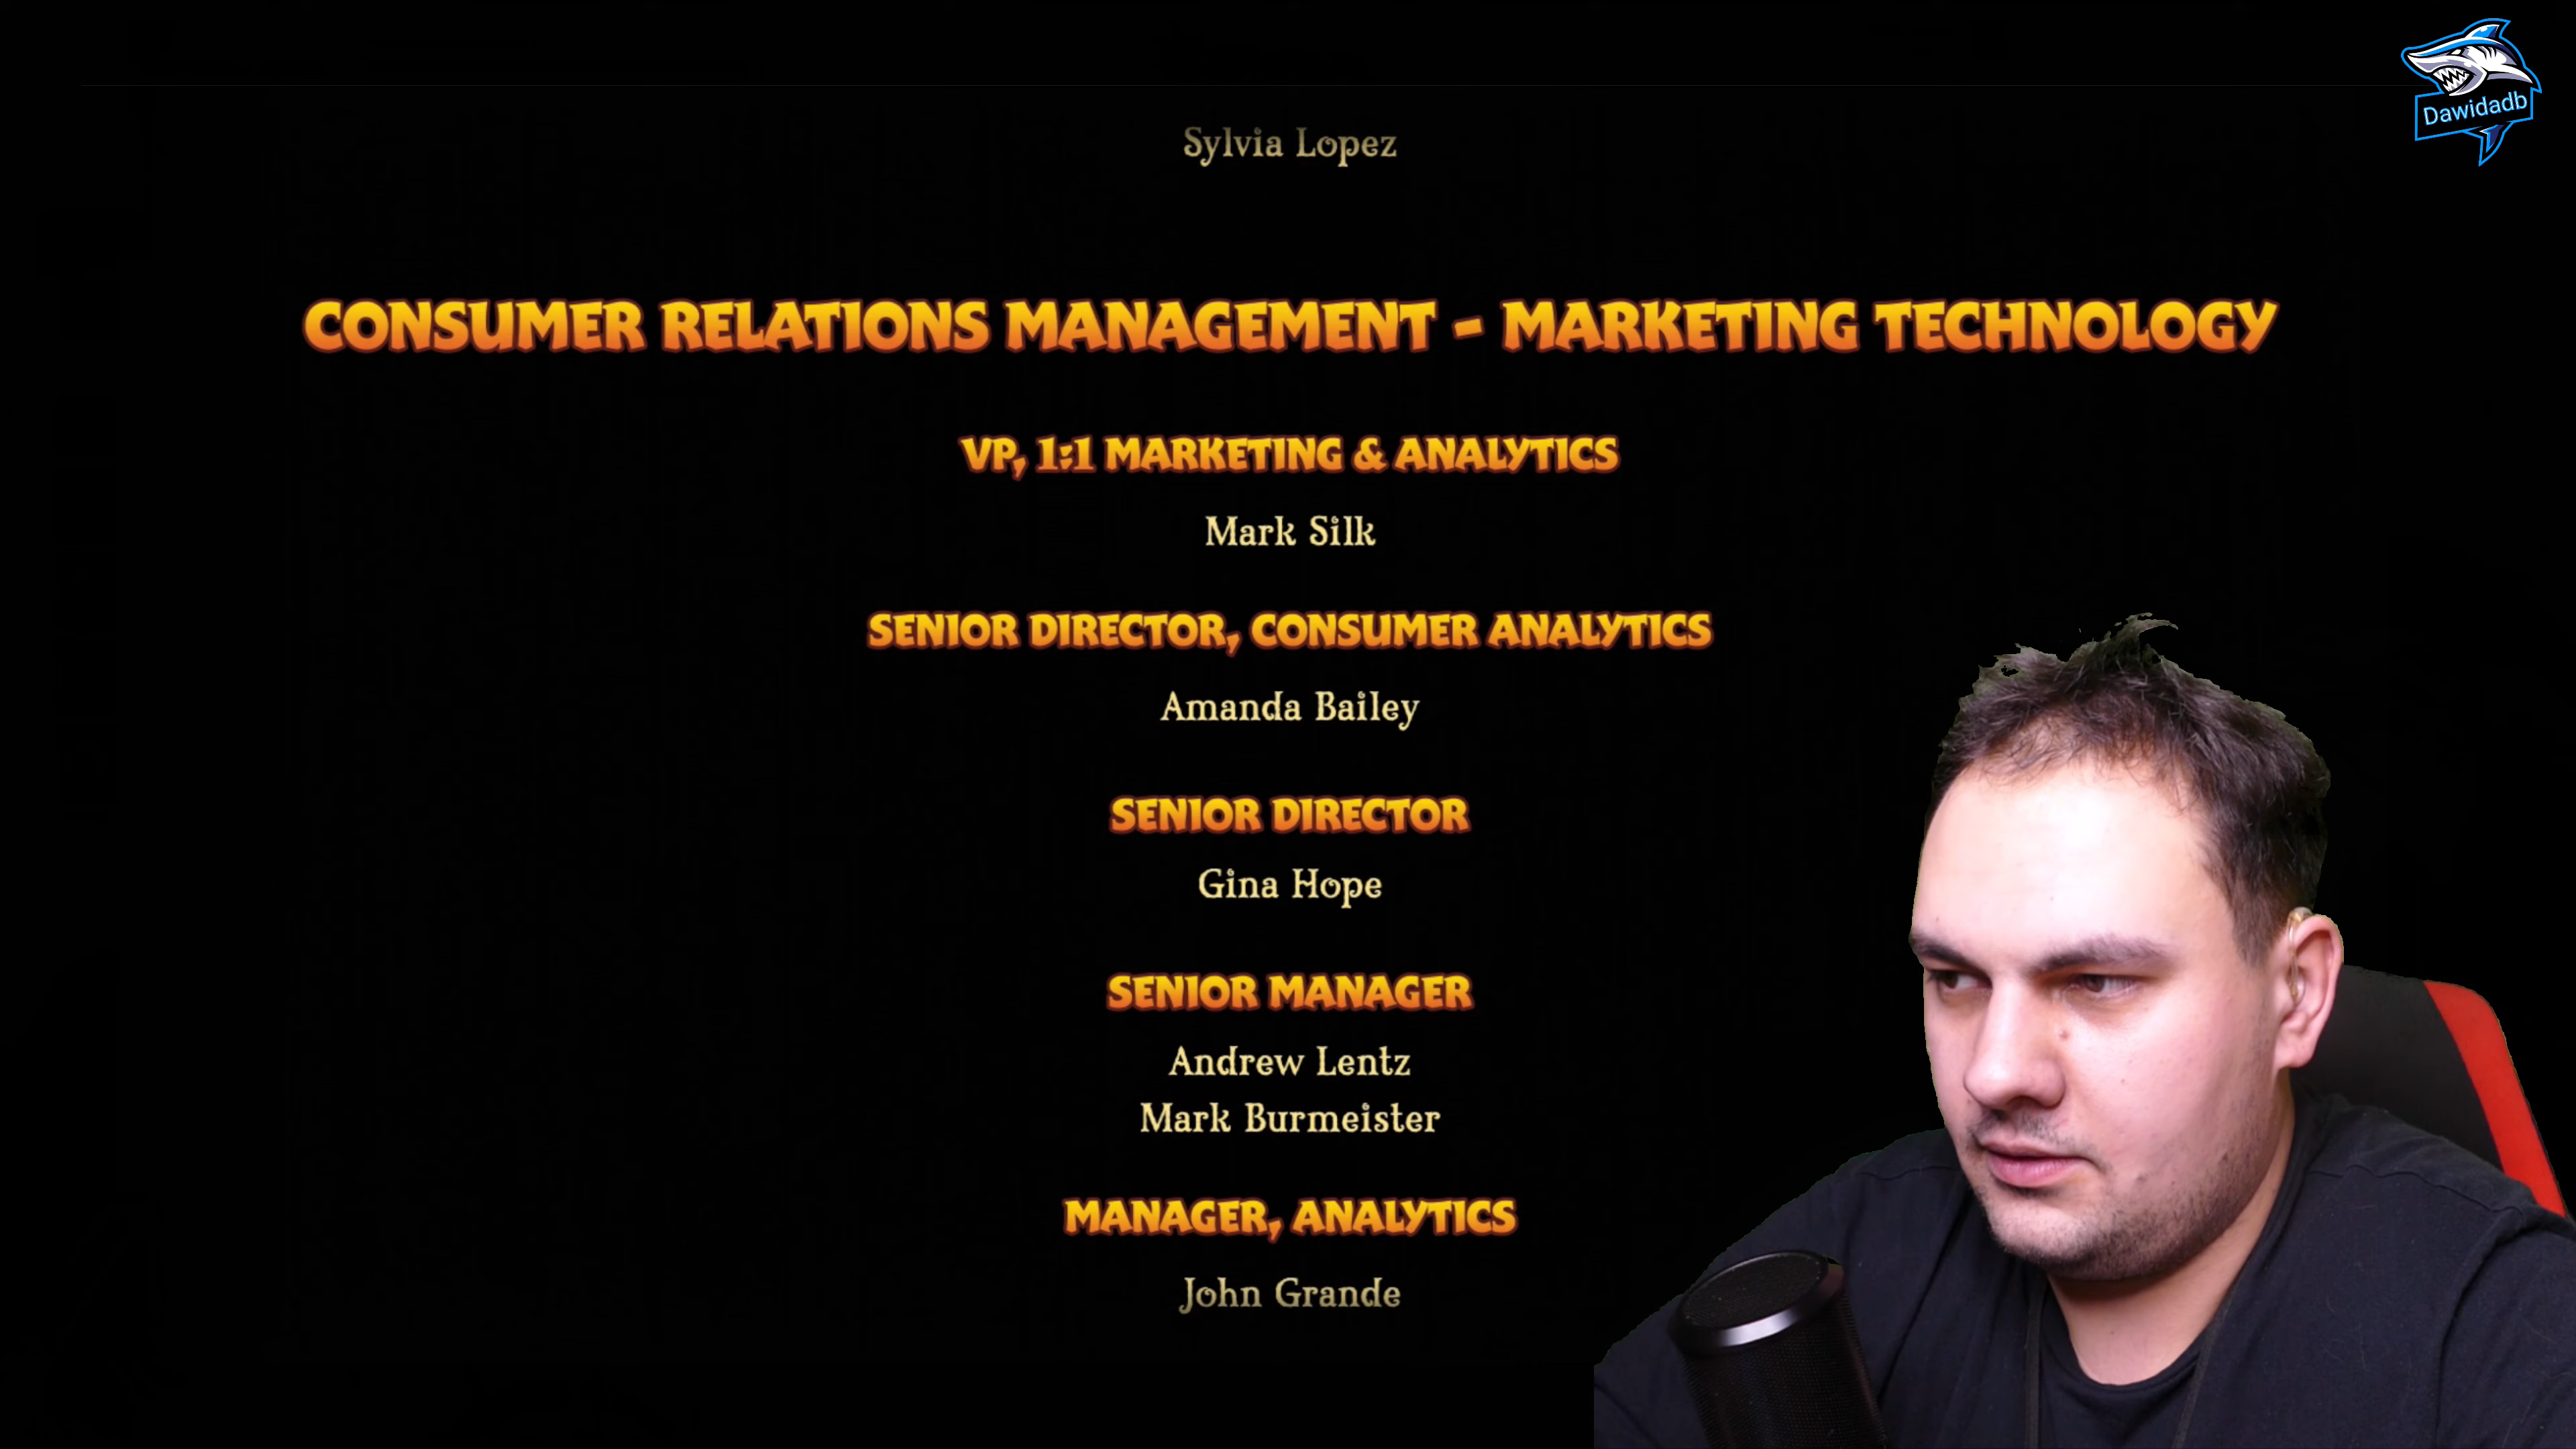 Dawidadb
Sylvia Lopez
CONSUMER RELATIONS MANAGEMENT - MARKETING TECHNOLOGY
VP, 1:1 MARKETING & ANALYTICS
Mark Silk
SENIOR DIRECTOR, CONSUMER ANALYTICS
Amanda Bailey
SENIOR DIRECTOR
Gina Hope
SENIOR MANAGER
Andrew Lentz
Mark Burmeister
MANAGER, ANALYTICS
John Grande